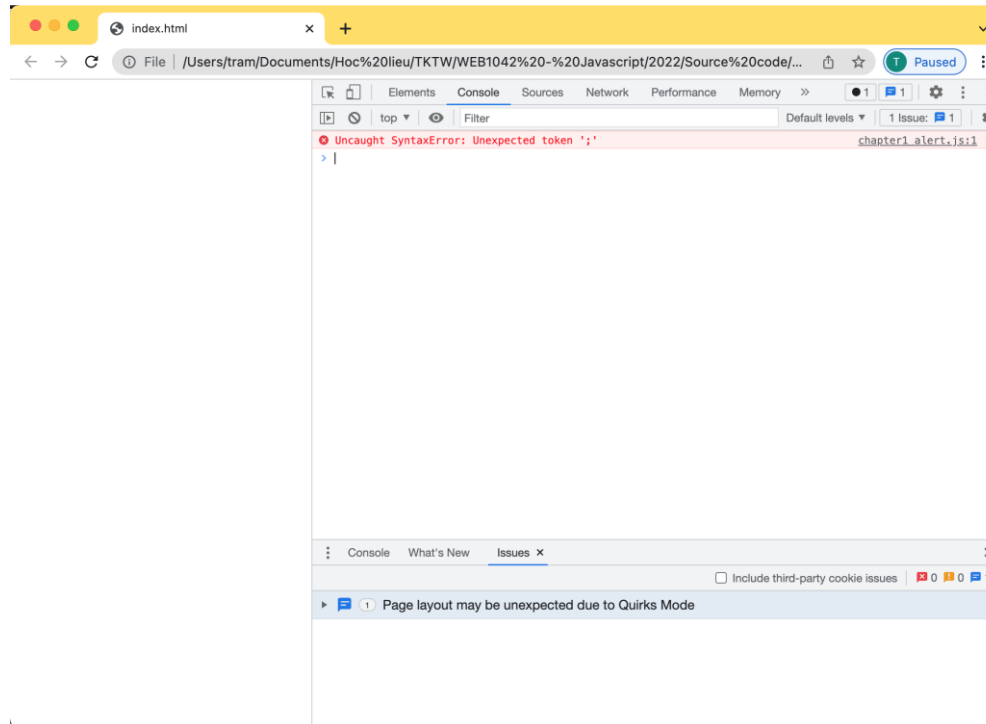 index.html
File | /Users/tram/Documents/Hoc%20lieu/TKTW/WEB1042%20-%20Javascript/2022/Source%20code/... T Paused
Elements Console Sources Network Performance Memory 1 1
top Filter Default levels 1 Issue: 1
Uncaught SyntaxError: Unexpected token ';' chapter1 alert.js:1
Console What's New Issues
Include third-party cookie issues 0 0
1 Page layout may be unexpected due to Quirks Mode